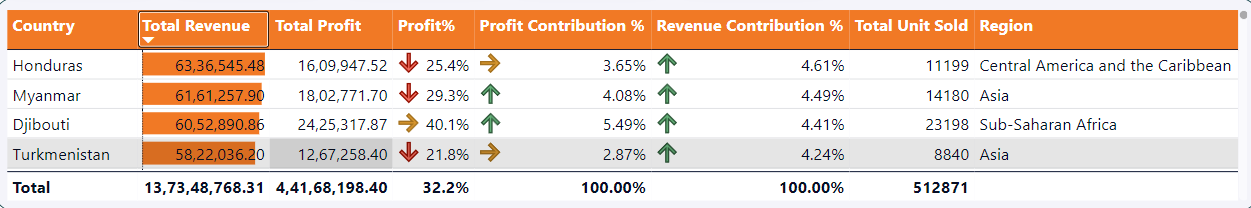 Country Total Revenue Total Profit Profit% Profit Contribution % Revenue Contribution % Total Unit Sold Region
Honduras 63,36,545.48 16,09,947.52 25.4% 3.65% 4.61% 11199 Central America and the Caribbean
Myanmar 61,61,257.90 18,02,771.70 29.3% 4.08% 4.49% 14180 Asia
Djibouti 60,52,890.86 24,25,317.87 40.1% 5.49% 4.41% 23198 Sub-Saharan Africa
Turkmenistan 58,22,036.20 12,67,258.40 21.8% 2.87% 4.24% 8840 Asia
Total 13,73,48,768.31 4,41,68,198.40 32.2% 100.00% 100.00% 512871